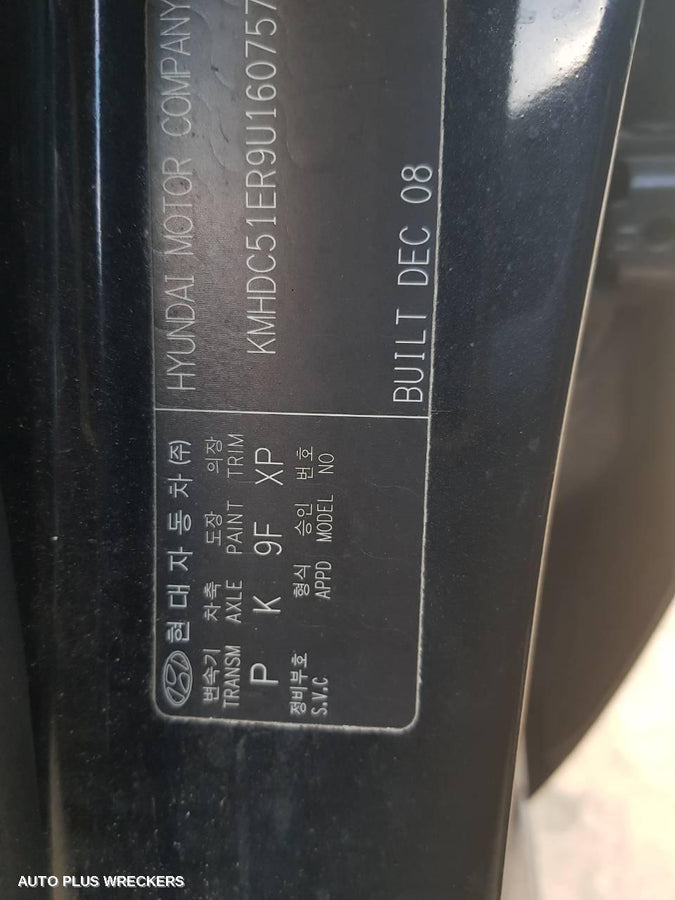 현대자동차(주)
HYUNDAI MOTOR COMPANY
변속기 차축 도장 의장
TRANSM AXLE PAINT TRIM
KMHDC51ER9U160757
P K 9F XP
정비부호 형식 승인 번호
S.V.C APPD MODEL NO
BUILT DEC 08
AUTO PLUS WRECKERS